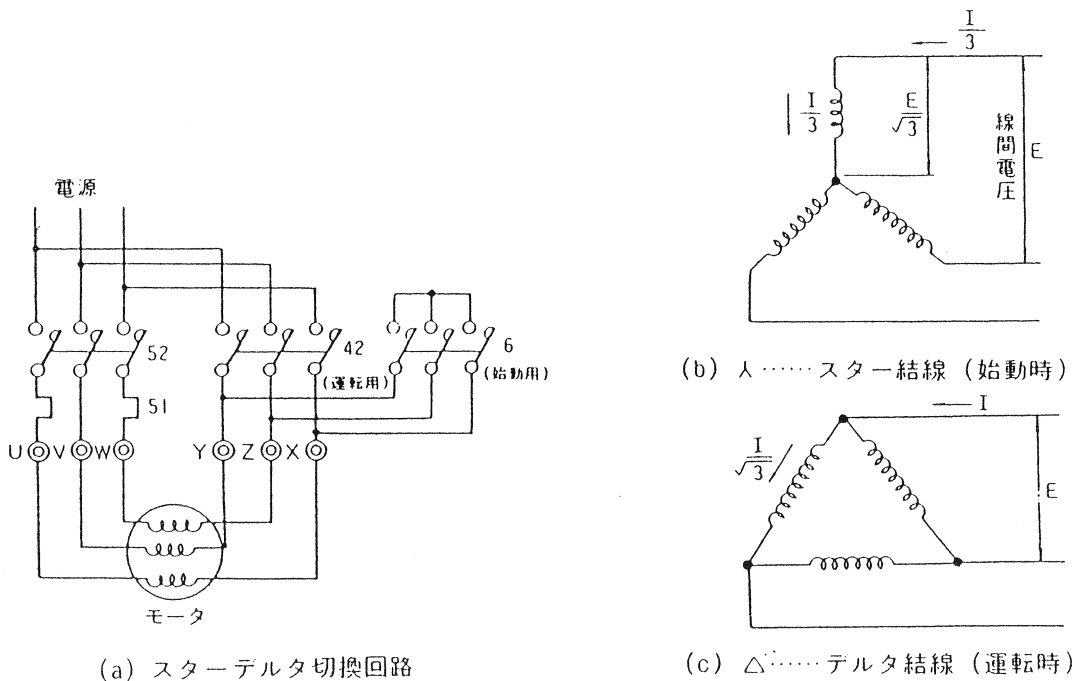 電源
52
42
(運転用)
6
(始動用)
51
U V W Y Z X
モータ
(a) スターデルタ切換回路
I/3
I/3
E/√3
線間電圧
E
(b) 人……スター結線 (始動時)
I
I/√3
E
(c) △……デルタ結線 (運転時)